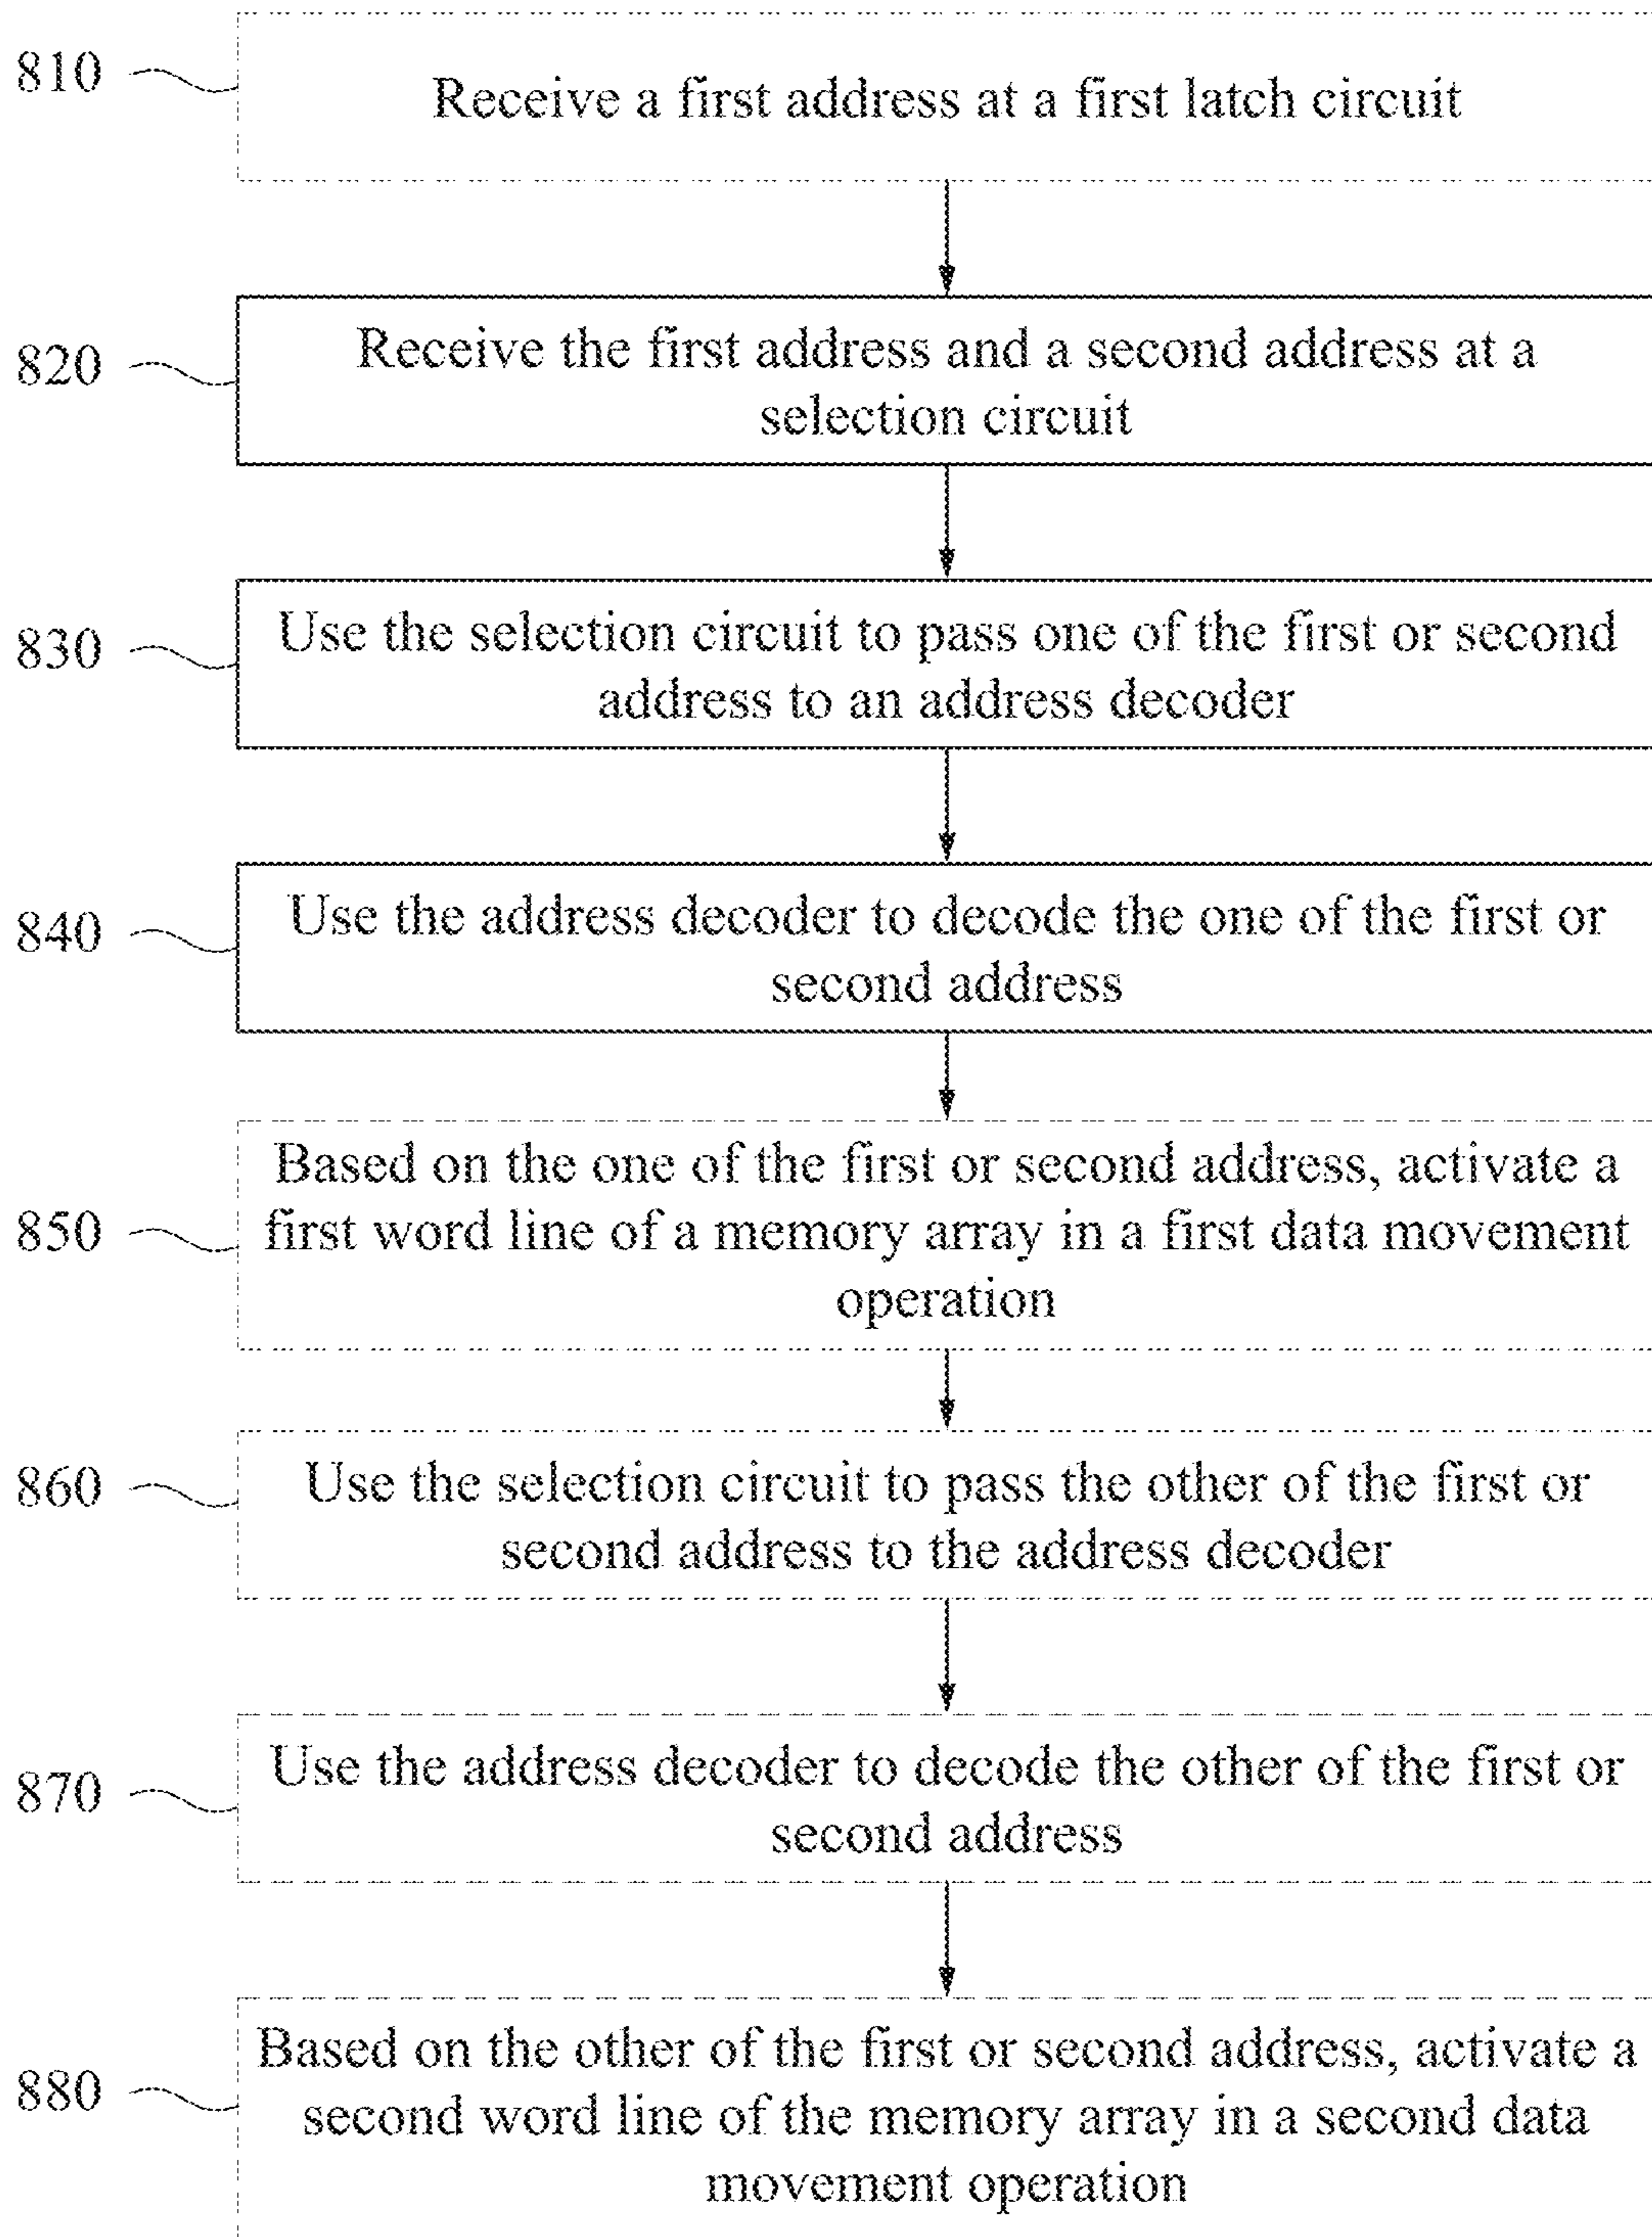 810
Receive a first address at a first latch circuit
820
Receive the first address and a second address at a
selection circuit
830
Use the selection circuit to pass one of the first or second
address to an address decoder
840
Use the address decoder to decode the one of the first or
second address
850
Based on the one of the first or second address, activate a
first word line of a memory array in a first data movement
operation
860
Use the selection circuit to pass the other of the first or
second address to the address decoder
870
Use the address decoder to decode the other of the first or
second address
880
Based on the other of the first or second address, activate a
second word line of the memory array in a second data
movement operation